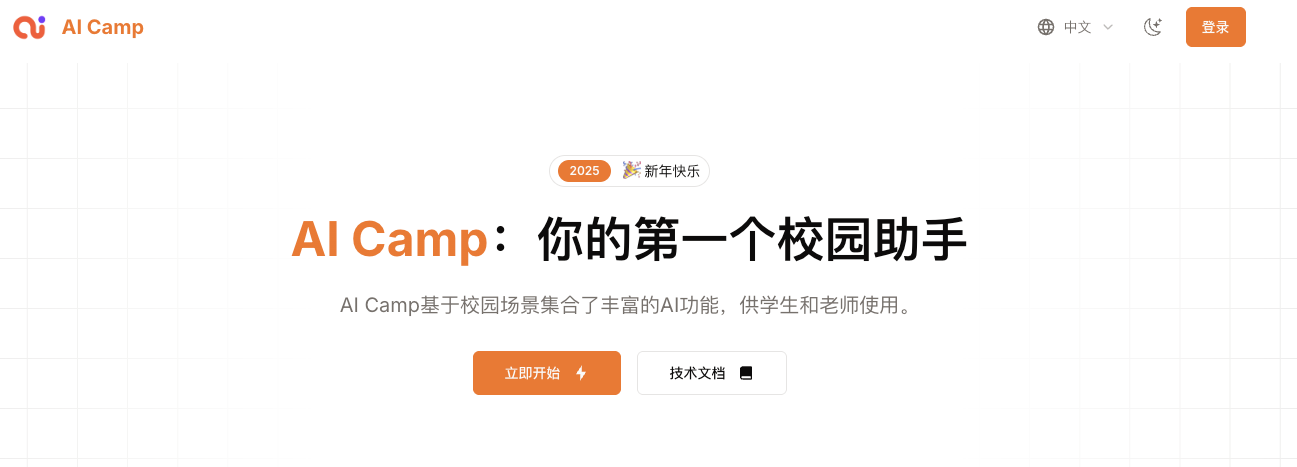 AI Camp
中文
登录
2025 🎉 新年快乐
AI Camp：你的第一个校园助手
AI Camp基于校园场景集合了丰富的AI功能，供学生和老师使用。
立即开始
技术文档